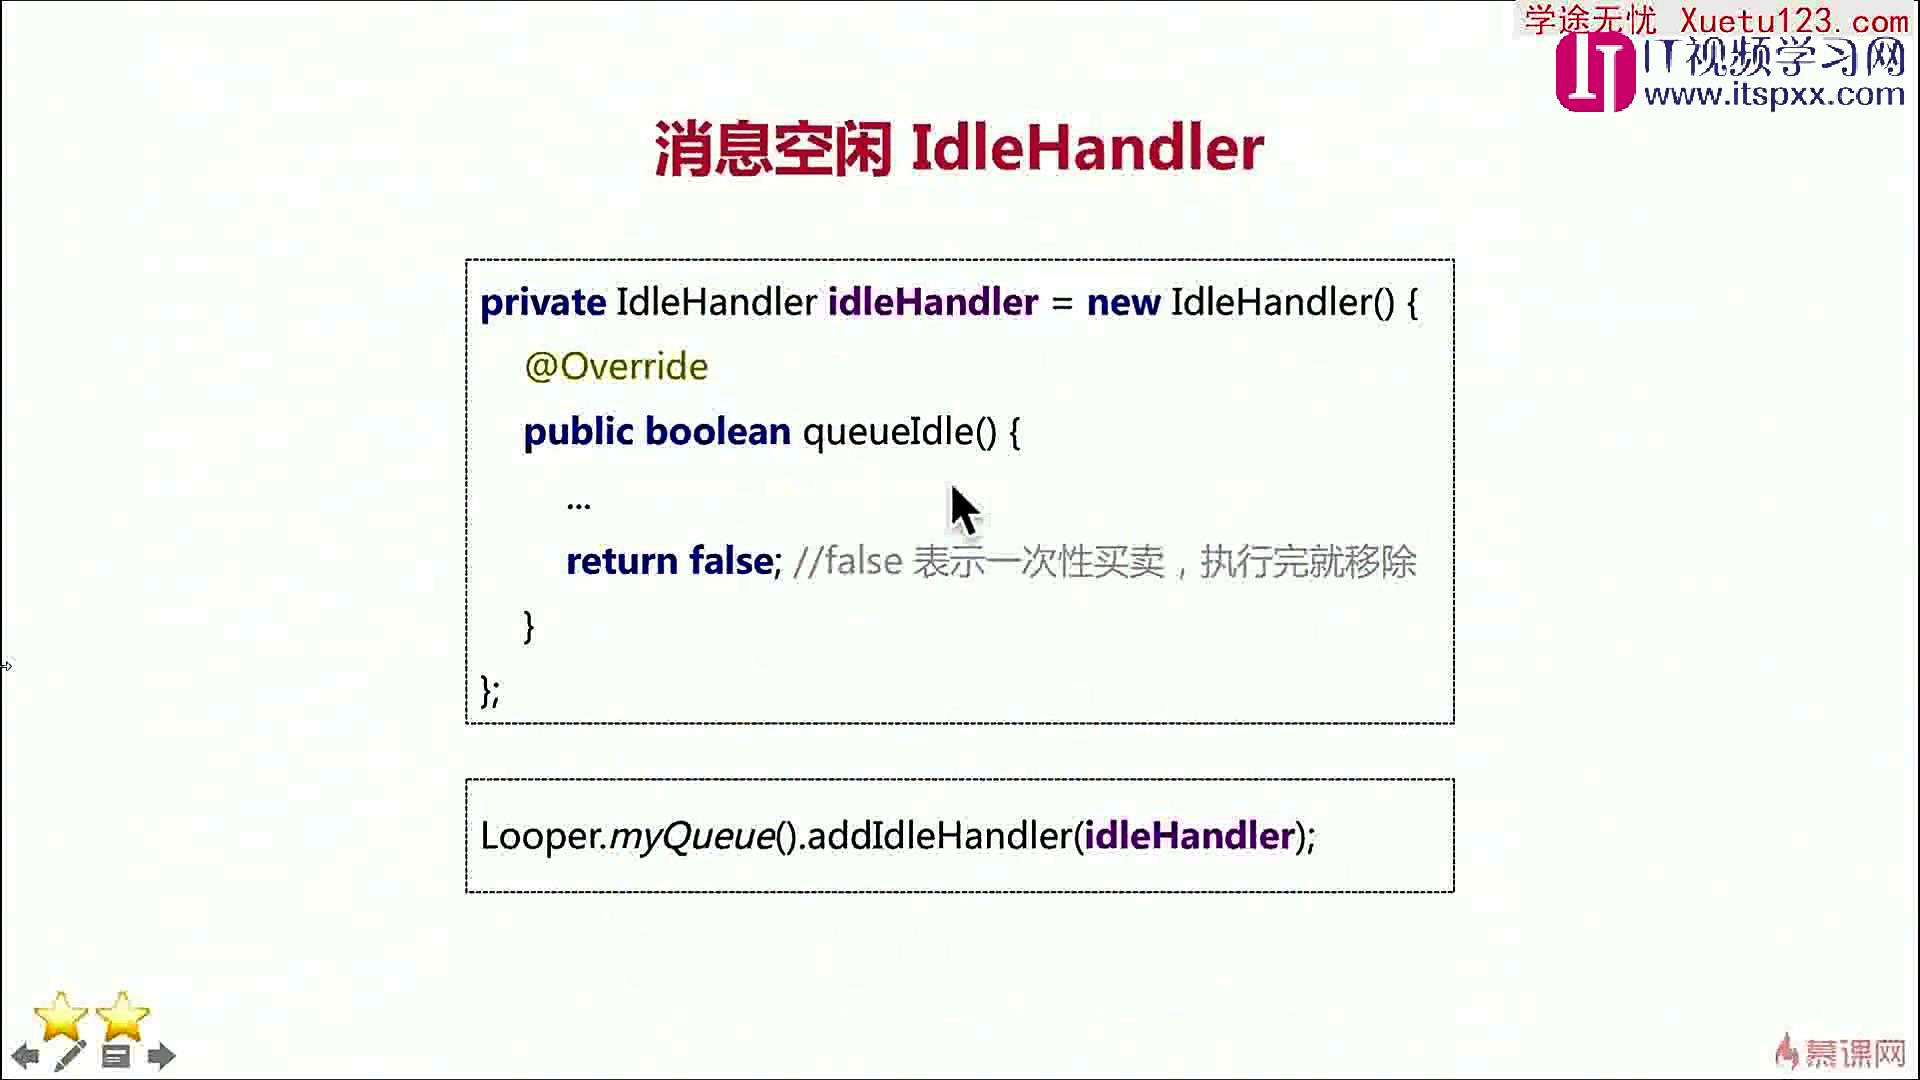 学途无忧 Xuetu123.com
IT视频学习网
www.itspxx.com
消息空闲 IdleHandler
private IdleHandler idleHandler = new IdleHandler() {
@Override
public boolean queueIdle() {
...
return false; //false 表示一次性买卖，执行完就移除
}
};
Looper.myQueue().addIdleHandler(idleHandler);
慕课网